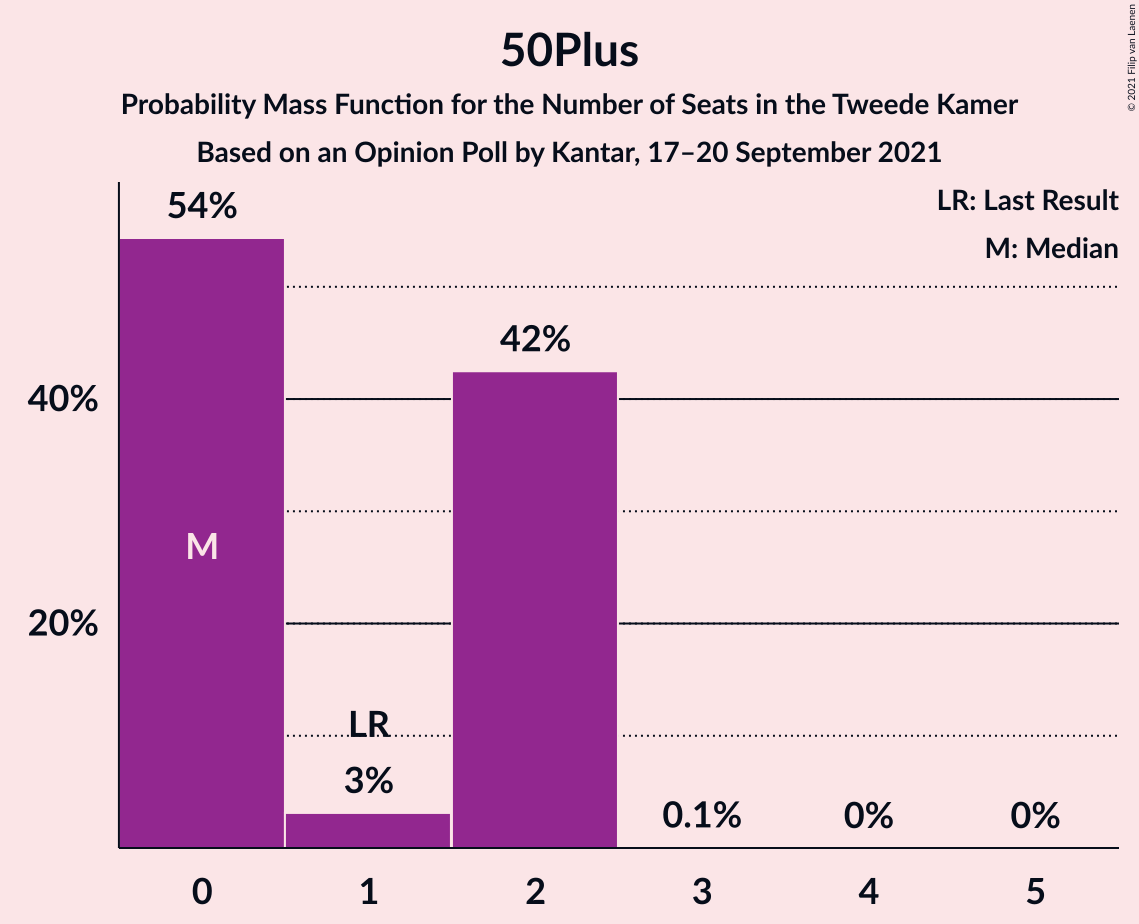 50Plus
Probability Mass Function for the Number of Seats in the Tweede Kamer
Based on an Opinion Poll by Kantar, 17–20 September 2021
© 2021 Filip van Laenen
LR: Last Result
M: Median
54%
42%
40%
M
20%
LR
3%
0.1%
0%
0%
0
1
2
3
4
5